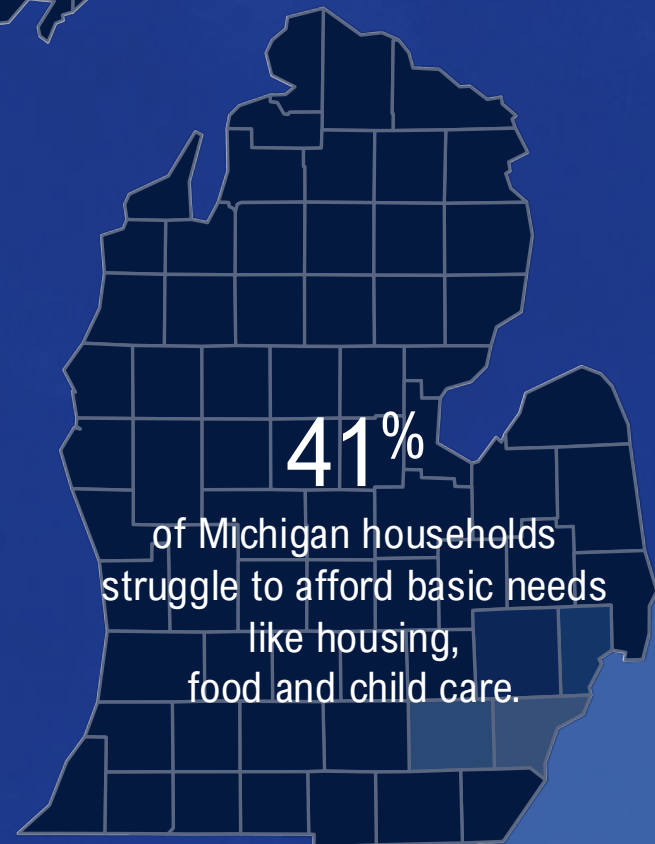 41%
of Michigan households
struggle to afford basic needs
like housing,
food and child care.